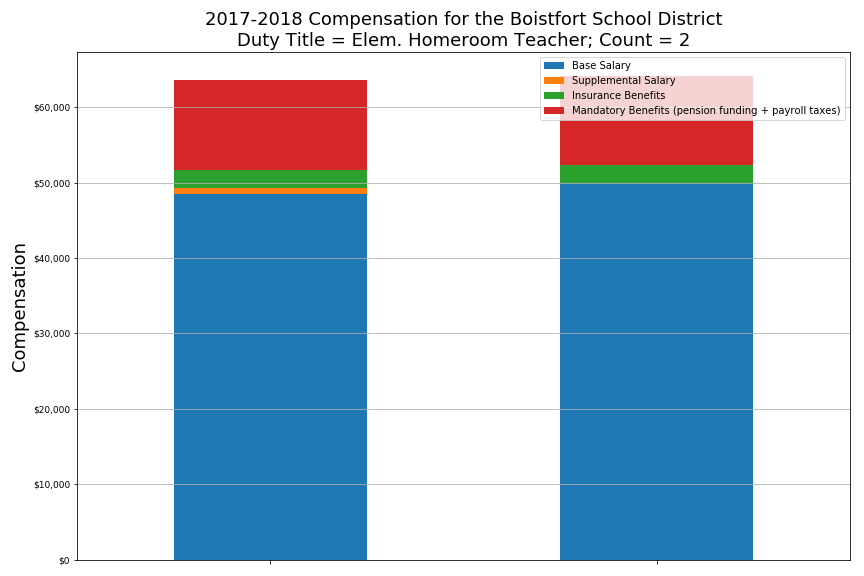 2017-2018 Compensation for the Boistfort School District
Duty Title = Elem. Homeroom Teacher; Count = 2
Base Salary
Supplemental Salary
Insurance Benefits
Mandatory Benefits (pension funding + payroll taxes)
$60,000
$50,000
$40,000
$30,000
$20,000
$10,000
$0
Compensation